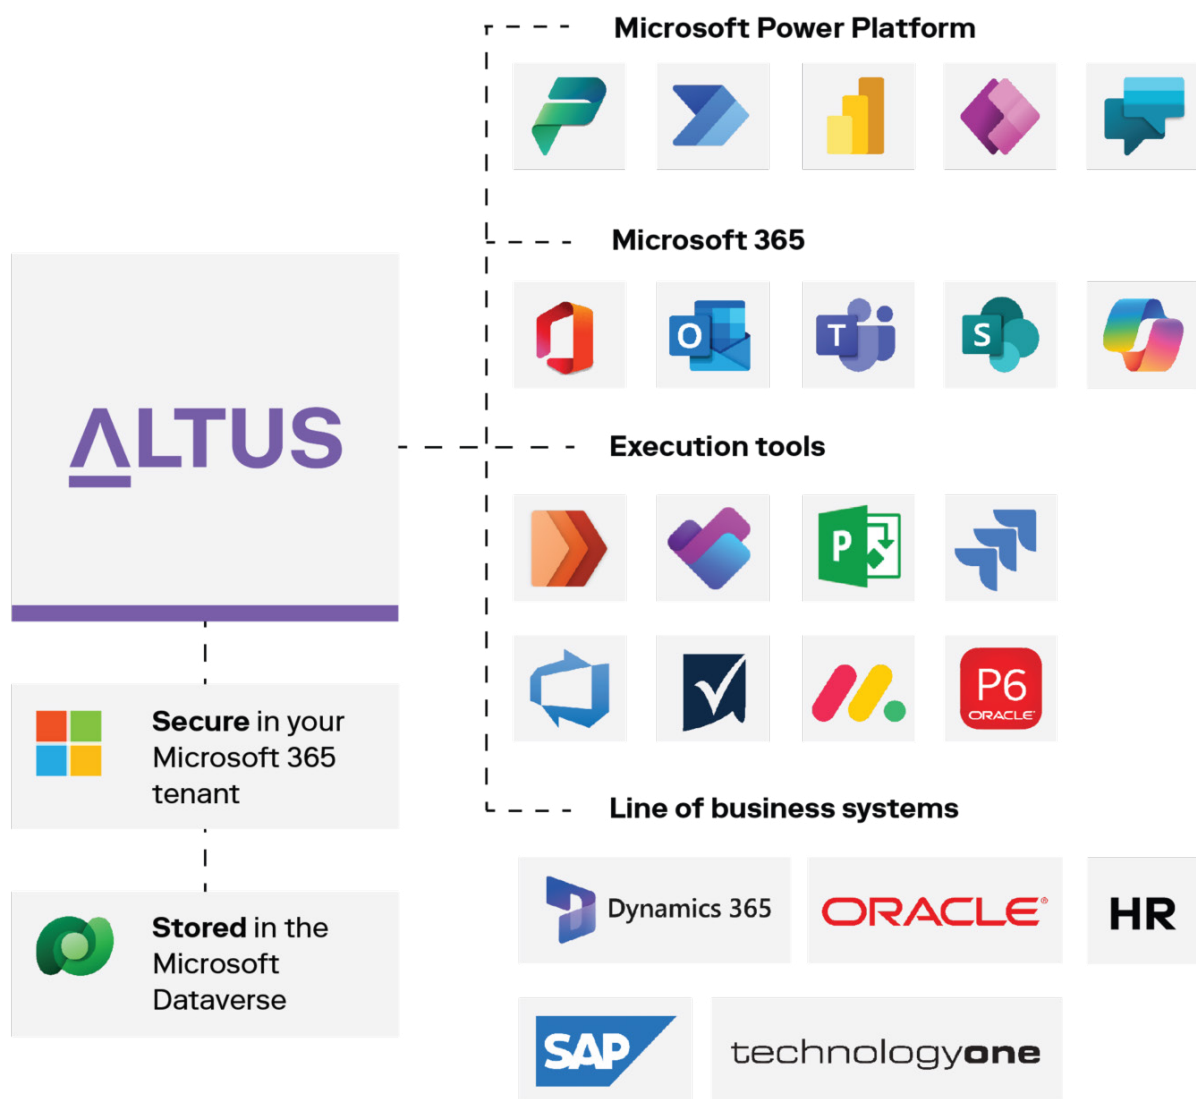 Microsoft Power Platform
Microsoft 365
O
T
S
ALTUS
Execution tools
P
P6
ORACLE
Secure in your
Microsoft 365
tenant
Line of business systems
Dynamics 365
ORACLE®
HR
Stored in the
Microsoft
Dataverse
SAP
technologyone